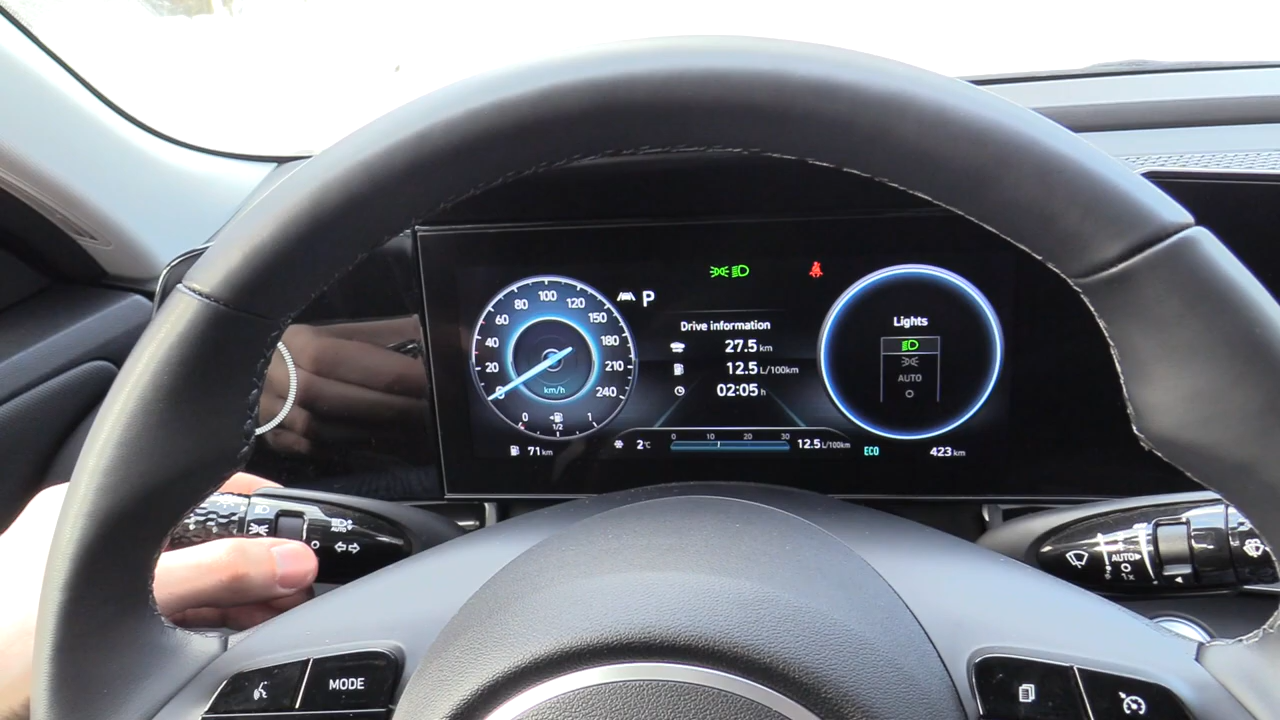 0
20
40
60
80
100
120
150
180
210
240
km/h
0
1/2
1
71 km
P
Drive information
27.5 km
12.5 L/100km
02:05 h
2°C
0 10 20 30
12.5 L/100km
Lights
AUTO
ECO
423 km
AUTO
AUTO
1x
MODE